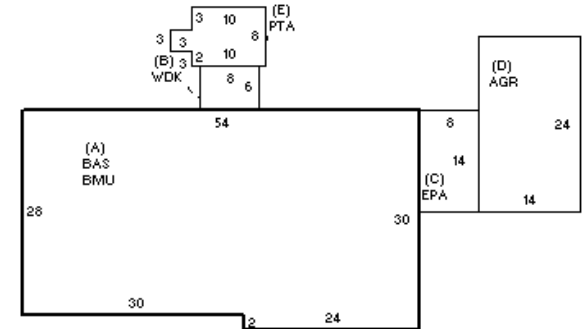 3 10 (E)
PTA
3 3 8
2 10
(B) 3
WDK
8
6
(D)
AGR
54
8
24
(A)
BAS
BMU
14
(C)
EPA
14
28
30
30
2
24